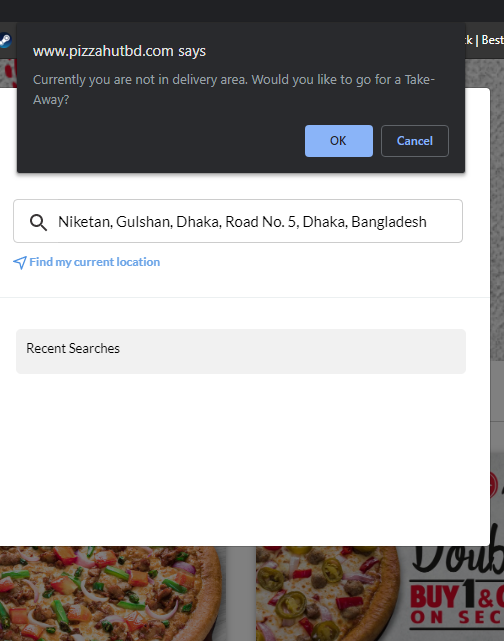 www.pizzahutbd.com says
ck | Best
Currently you are not in delivery area. Would you like to go for a Take-
Away?
OK
Cancel
Niketan, Gulshan, Dhaka, Road No. 5, Dhaka, Bangladesh
Find my current location
Recent Searches
Doub
BUY 1 &
ON SEC